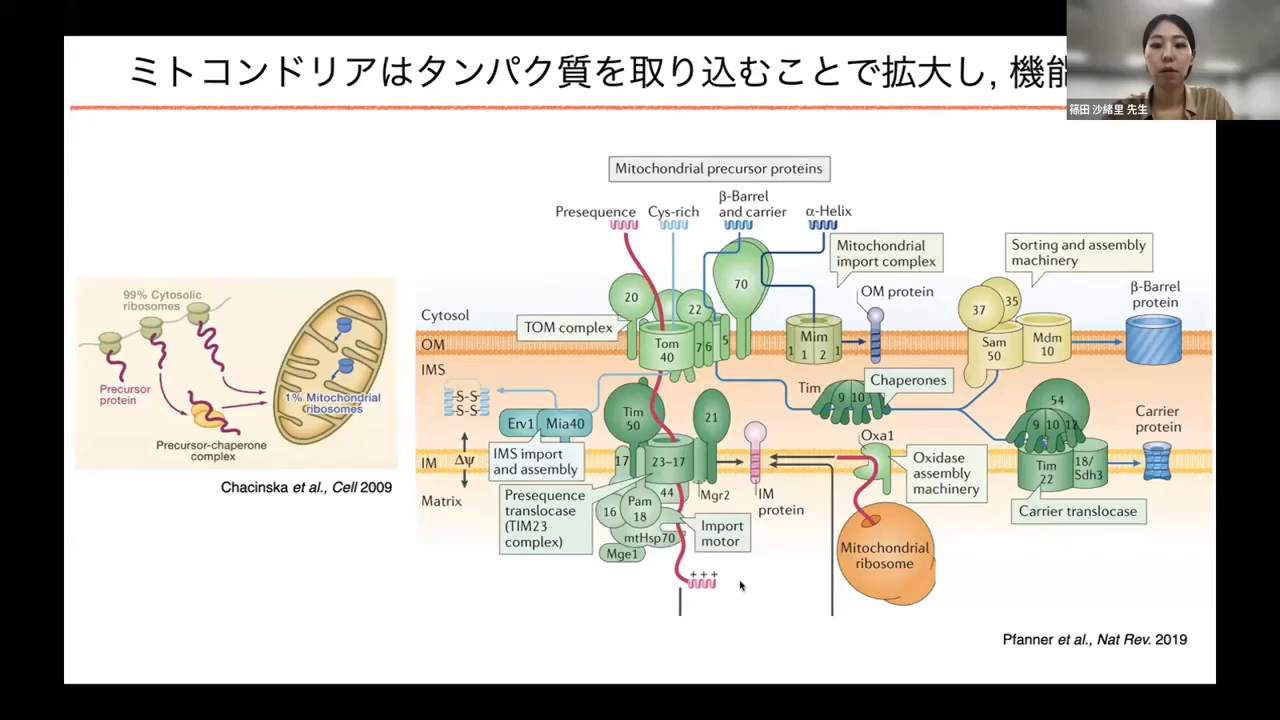 ミトコンドリアはタンパク質を取り込むことで拡大し, 機能
篠田 沙緒里 先生
99% Cytosolic
ribosomes
Precursor
protein
1% Mitochondrial
ribosomes
Precursor-chaperone
complex
Chacinska et al., Cell 2009
Mitochondrial precursor proteins
Presequence
Cys-rich
β-Barrel
and carrier
α-Helix
Mitochondrial
import complex
Sorting and assembly
machinery
OM protein
β-Barrel
protein
Cytosol
OM
IMS
TOM complex
20
22
70
Tom
40
7
6
5
Mim
1
1
2
1
37
35
Sam
50
Mdm
10
S-S
S-S
Erv1
Mia40
IMS import
and assembly
Tim
50
21
Tim
9
10
Chaperones
54
9
10
12
Carrier
protein
IM
Δψ
Matrix
17
23–17
Mgr2
IM
protein
Oxa1
Oxidase
assembly
machinery
Tim
22
18/
Sdh3
Carrier translocase
Presequence
translocase
(TIM23
complex)
44
16
Pam
18
mtHsp70
Mge1
Import
motor
+++
Mitochondrial
ribosome
Pfanner et al., Nat Rev. 2019